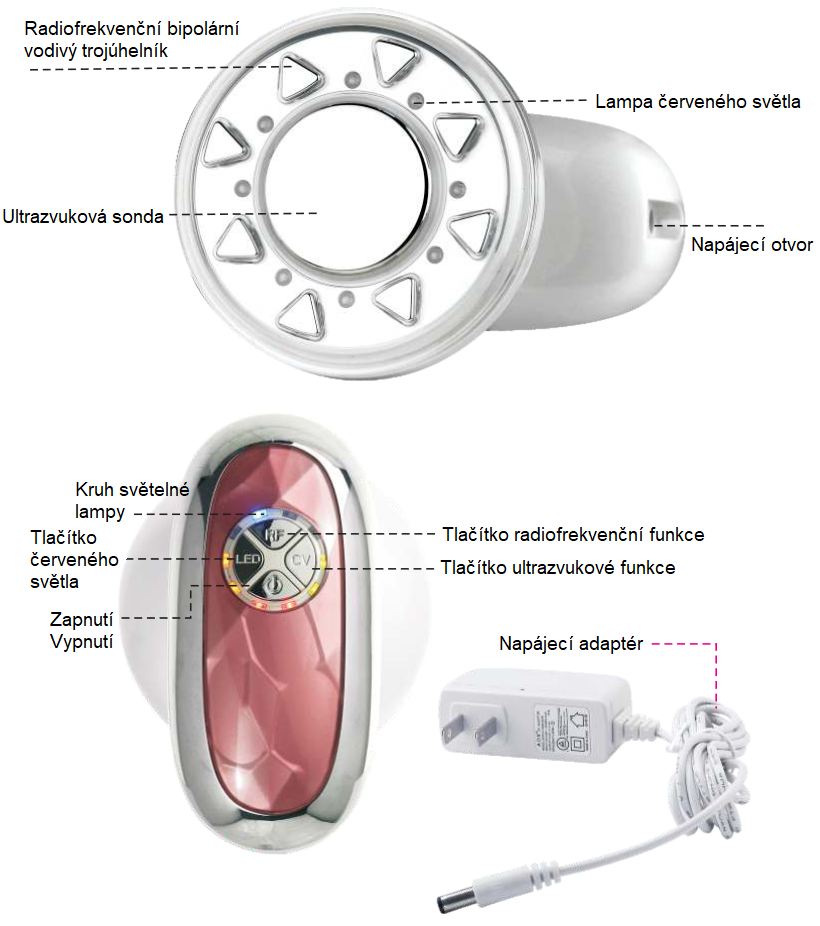 Radiofrekvenční bipolární
vodivý trojúhelník
Lampa červeného světla
Ultrazvuková sonda
Napájecí otvor
Kruh světelné
lampy
Tlačítko
červeného
světla
Zapnutí
Vypnutí
RF
LED
CV
Tlačítko radiofrekvenční funkce
Tlačítko ultrazvukové funkce
Napájecí adaptér